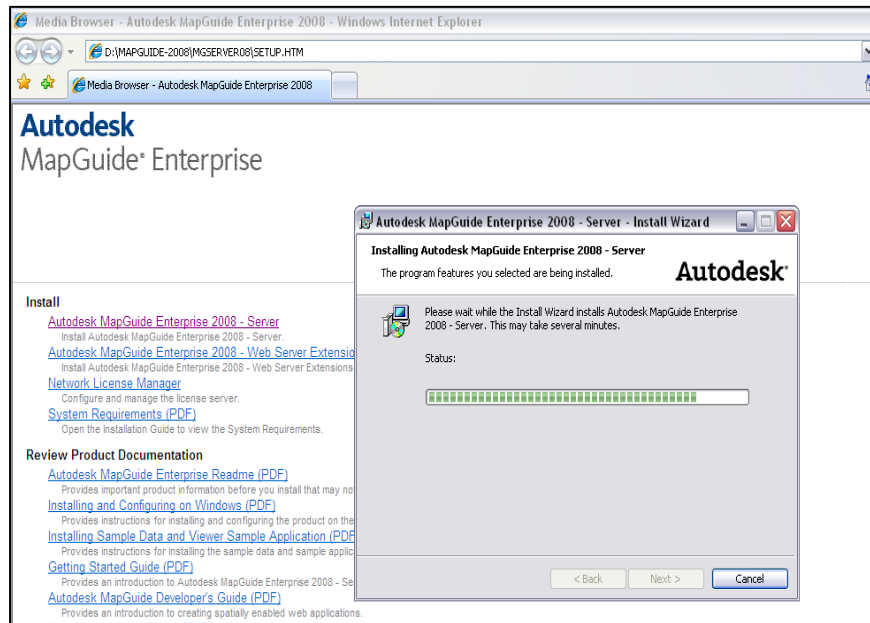 Media Browser - Autodesk MapGuide Enterprise 2008 - Windows Internet Explorer
D:\MAPGUIDE-2008\MGSERVER08\SETUP.HTM
Media Browser - Autodesk MapGuide Enterprise 2008
Autodesk
MapGuide® Enterprise
Install
Autodesk MapGuide Enterprise 2008 - Server
Install Autodesk MapGuide Enterprise 2008 - Server.
Autodesk MapGuide Enterprise 2008 - Web Server Extensio
Install Autodesk MapGuide Enterprise 2008 - Web Server Extensions
Network License Manager
Configure and manage the license server.
System Requirements (PDF)
Open the Installation Guide to view the System Requirements.
Review Product Documentation
Autodesk MapGuide Enterprise Readme (PDF)
Provides important product information before you install that may no
Installing and Configuring on Windows (PDF)
Provides instructions for installing and configuring the product on the
Installing Sample Data and Viewer Sample Application (PDF
Provides instructions for installing the sample data and sample applic
Getting Started Guide (PDF)
Provides an introduction to Autodesk MapGuide Enterprise 2008 - Se
Autodesk MapGuide Developer's Guide (PDF)
Provides an introduction to creating spatially enabled web applications.
Autodesk MapGuide Enterprise 2008 - Server - Install Wizard
Installing Autodesk MapGuide Enterprise 2008 - Server
The program features you selected are being installed.
Autodesk®
Please wait while the Install Wizard installs Autodesk MapGuide Enterprise
2008 - Server. This may take several minutes.
Status:
< Back
Next >
Cancel